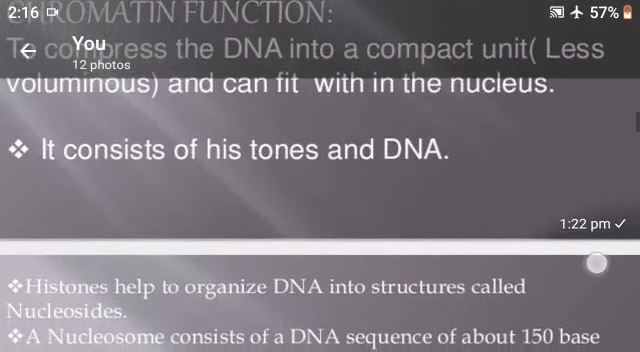 CHROMATIN FUNCTION:
2:16 57%
To compress the DNA into a compact unit( Less
You
12 photos
voluminous) and can fit with in the nucleus.
❖ It consists of his tones and DNA.
1:22 pm ✓
❖Histones help to organize DNA into structures called
Nucleosides.
❖A Nucleosome consists of a DNA sequence of about 150 base